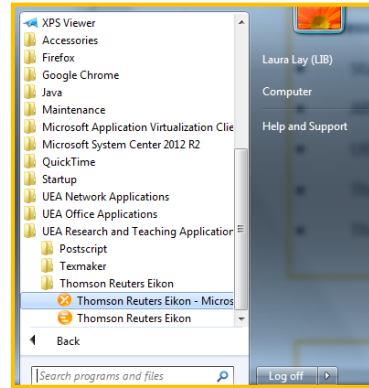 XPS Viewer
Accessories
Firefox
Google Chrome
Java
Maintenance
Microsoft Application Virtualization Clie
Microsoft System Center 2012 R2
QuickTime
Startup
UEA Network Applications
UEA Office Applications
UEA Research and Teaching Application
Postscript
Texmaker
Thomson Reuters Eikon
Thomson Reuters Eikon - Micros
Thomson Reuters Eikon
Back
Search programs and files
Laura Lay (LIB)
Computer
Help and Support
Log off